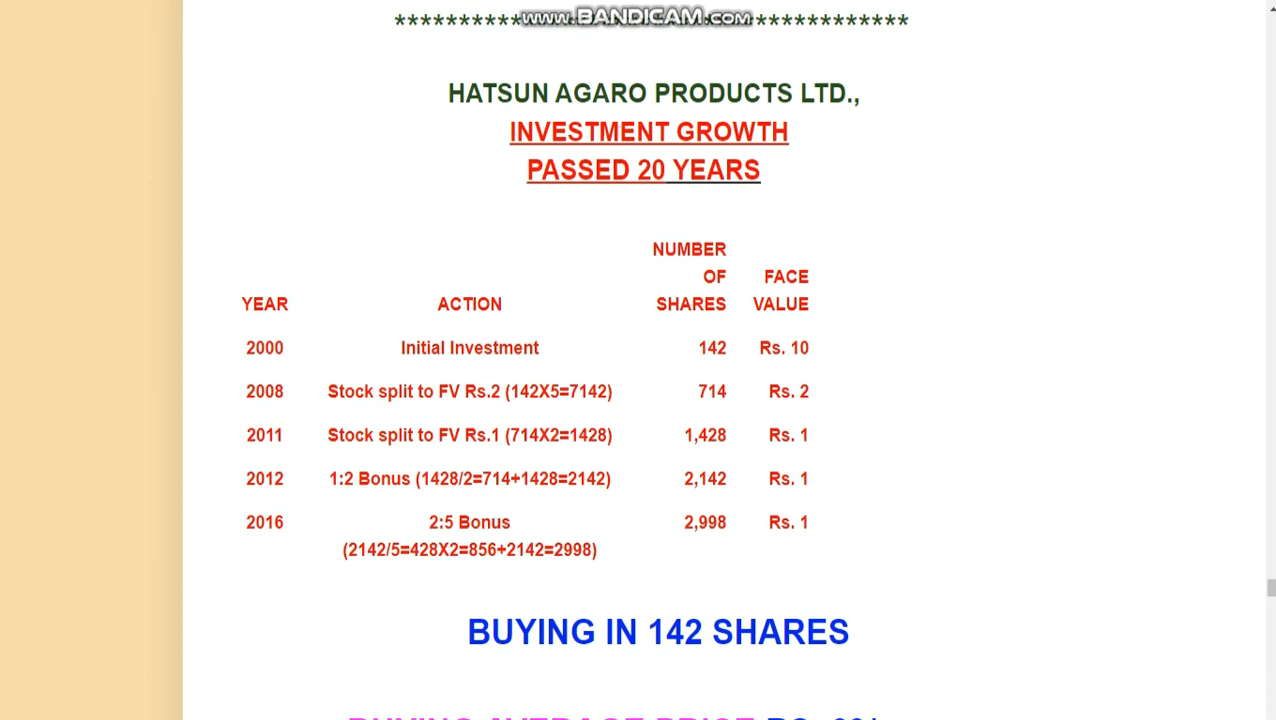 **********www.BANDICAM.com************
HATSUN AGARO PRODUCTS LTD.,
INVESTMENT GROWTH
PASSED 20 YEARS
YEAR ACTION NUMBER OF SHARES FACE VALUE
2000 Initial Investment 142 Rs. 10
2008 Stock split to FV Rs.2 (142X5=7142) 714 Rs. 2
2011 Stock split to FV Rs.1 (714X2=1428) 1,428 Rs. 1
2012 1:2 Bonus (1428/2=714+1428=2142) 2,142 Rs. 1
2016 2:5 Bonus 2,998 Rs. 1
(2142/5=428X2=856+2142=2998)
BUYING IN 142 SHARES
BUYING AVERAGE PRICE RS.